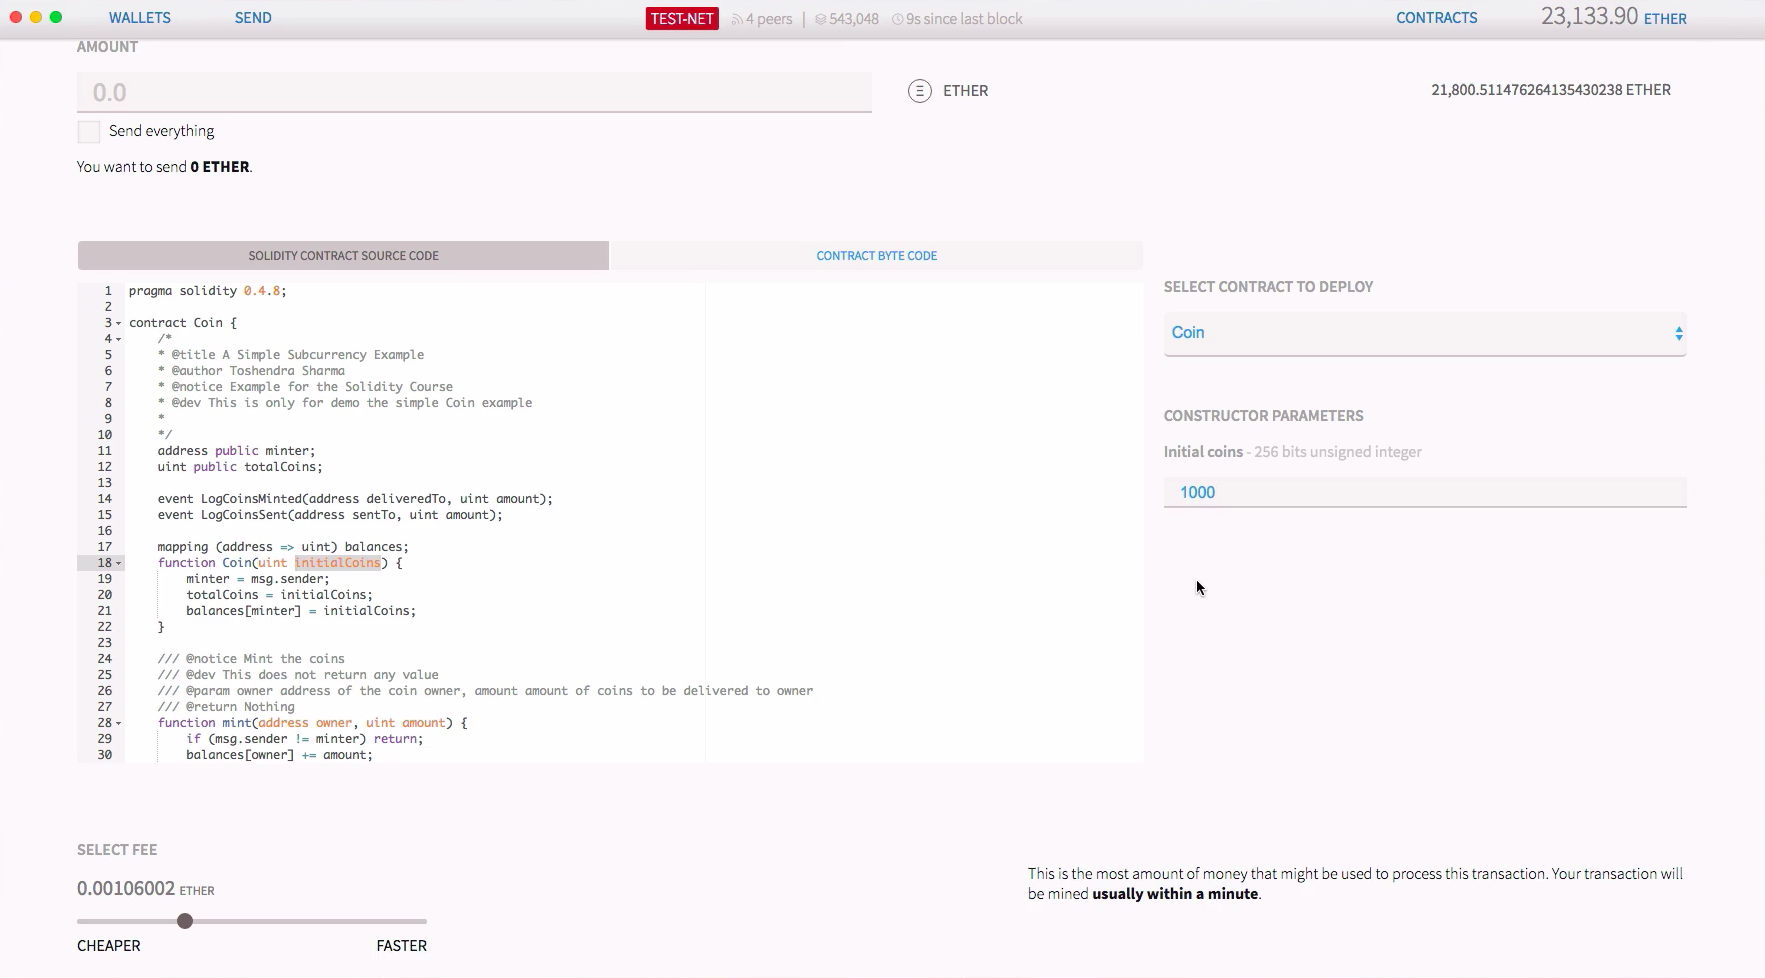 WALLETS SEND TEST-NET 4 peers | 543,048 9s since last block CONTRACTS 23,133.90 ETHER
AMOUNT
0.0 ETHER 21,800.511476264135430238 ETHER
Send everything
You want to send 0 ETHER.
SOLIDITY CONTRACT SOURCE CODE CONTRACT BYTE CODE
SELECT CONTRACT TO DEPLOY
Coin
CONSTRUCTOR PARAMETERS
Initial coins - 256 bits unsigned integer
1000
1 pragma solidity 0.4.8;
2
3 contract Coin {
4 /*
5 * @title A Simple Subcurrency Example
6 * @author Toshendra Sharma
7 * @notice Example for the Solidity Course
8 * @dev This is only for demo the simple Coin example
9 *
10 */
11 address public minter;
12 uint public totalCoins;
13
14 event LogCoinsMinted(address deliveredTo, uint amount);
15 event LogCoinsSent(address sentTo, uint amount);
16
17 mapping (address => uint) balances;
18 function Coin(uint initialCoins) {
19 minter = msg.sender;
20 totalCoins = initialCoins;
21 balances[minter] = initialCoins;
22 }
23
24 /// @notice Mint the coins
25 /// @dev This does not return any value
26 /// @param owner address of the coin owner, amount amount of coins to be delivered to owner
27 /// @return Nothing
28 function mint(address owner, uint amount) {
29 if (msg.sender != minter) return;
30 balances[owner] += amount;
SELECT FEE
0.00106002 ETHER
CHEAPER FASTER
This is the most amount of money that might be used to process this transaction. Your transaction will
be mined usually within a minute.